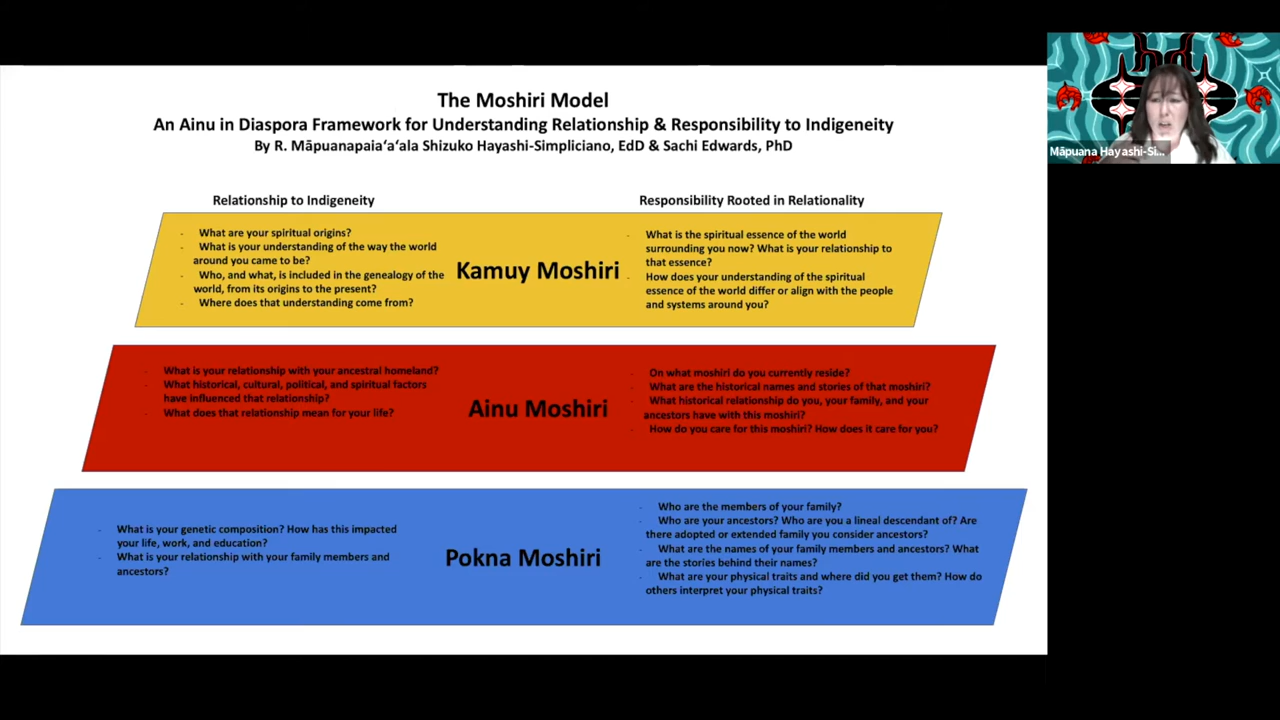 The Moshiri Model
An Ainu in Diaspora Framework for Understanding Relationship & Responsibility to Indigeneity
By R. Māpuanapaia‘a‘ala Shizuko Hayashi-Simpliciano, EdD & Sachi Edwards, PhD
Relationship to Indigeneity
Responsibility Rooted in Relationality
- What are your spiritual origins?
- What is your understanding of the way the world
around you came to be?
- Who, and what, is included in the genealogy of the
world, from its origins to the present?
- Where does that understanding come from?
Kamuy Moshiri
- What is the spiritual essence of the world
surrounding you now? What is your relationship to
that essence?
- How does your understanding of the spiritual
essence of the world differ or align with the people
and systems around you?
- What is your relationship with your ancestral homeland?
- What historical, cultural, political, and spiritual factors
have influenced that relationship?
- What does that relationship mean for your life?
Ainu Moshiri
- On what moshiri do you currently reside?
- What are the historical names and stories of that moshiri?
- What historical relationship do you, your family, and your
ancestors have with this moshiri?
- How do you care for this moshiri? How does it care for you?
- What is your genetic composition? How has this impacted
your life, work, and education?
- What is your relationship with your family members and
ancestors?
Pokna Moshiri
- Who are the members of your family?
- Who are your ancestors? Who are you a lineal descendant of? Are
there adopted or extended family you consider ancestors?
- What are the names of your family members and ancestors? What
are the stories behind their names?
- What are your physical traits and where did you get them? How do
others interpret your physical traits?
Māpuana Hayashi-Si...